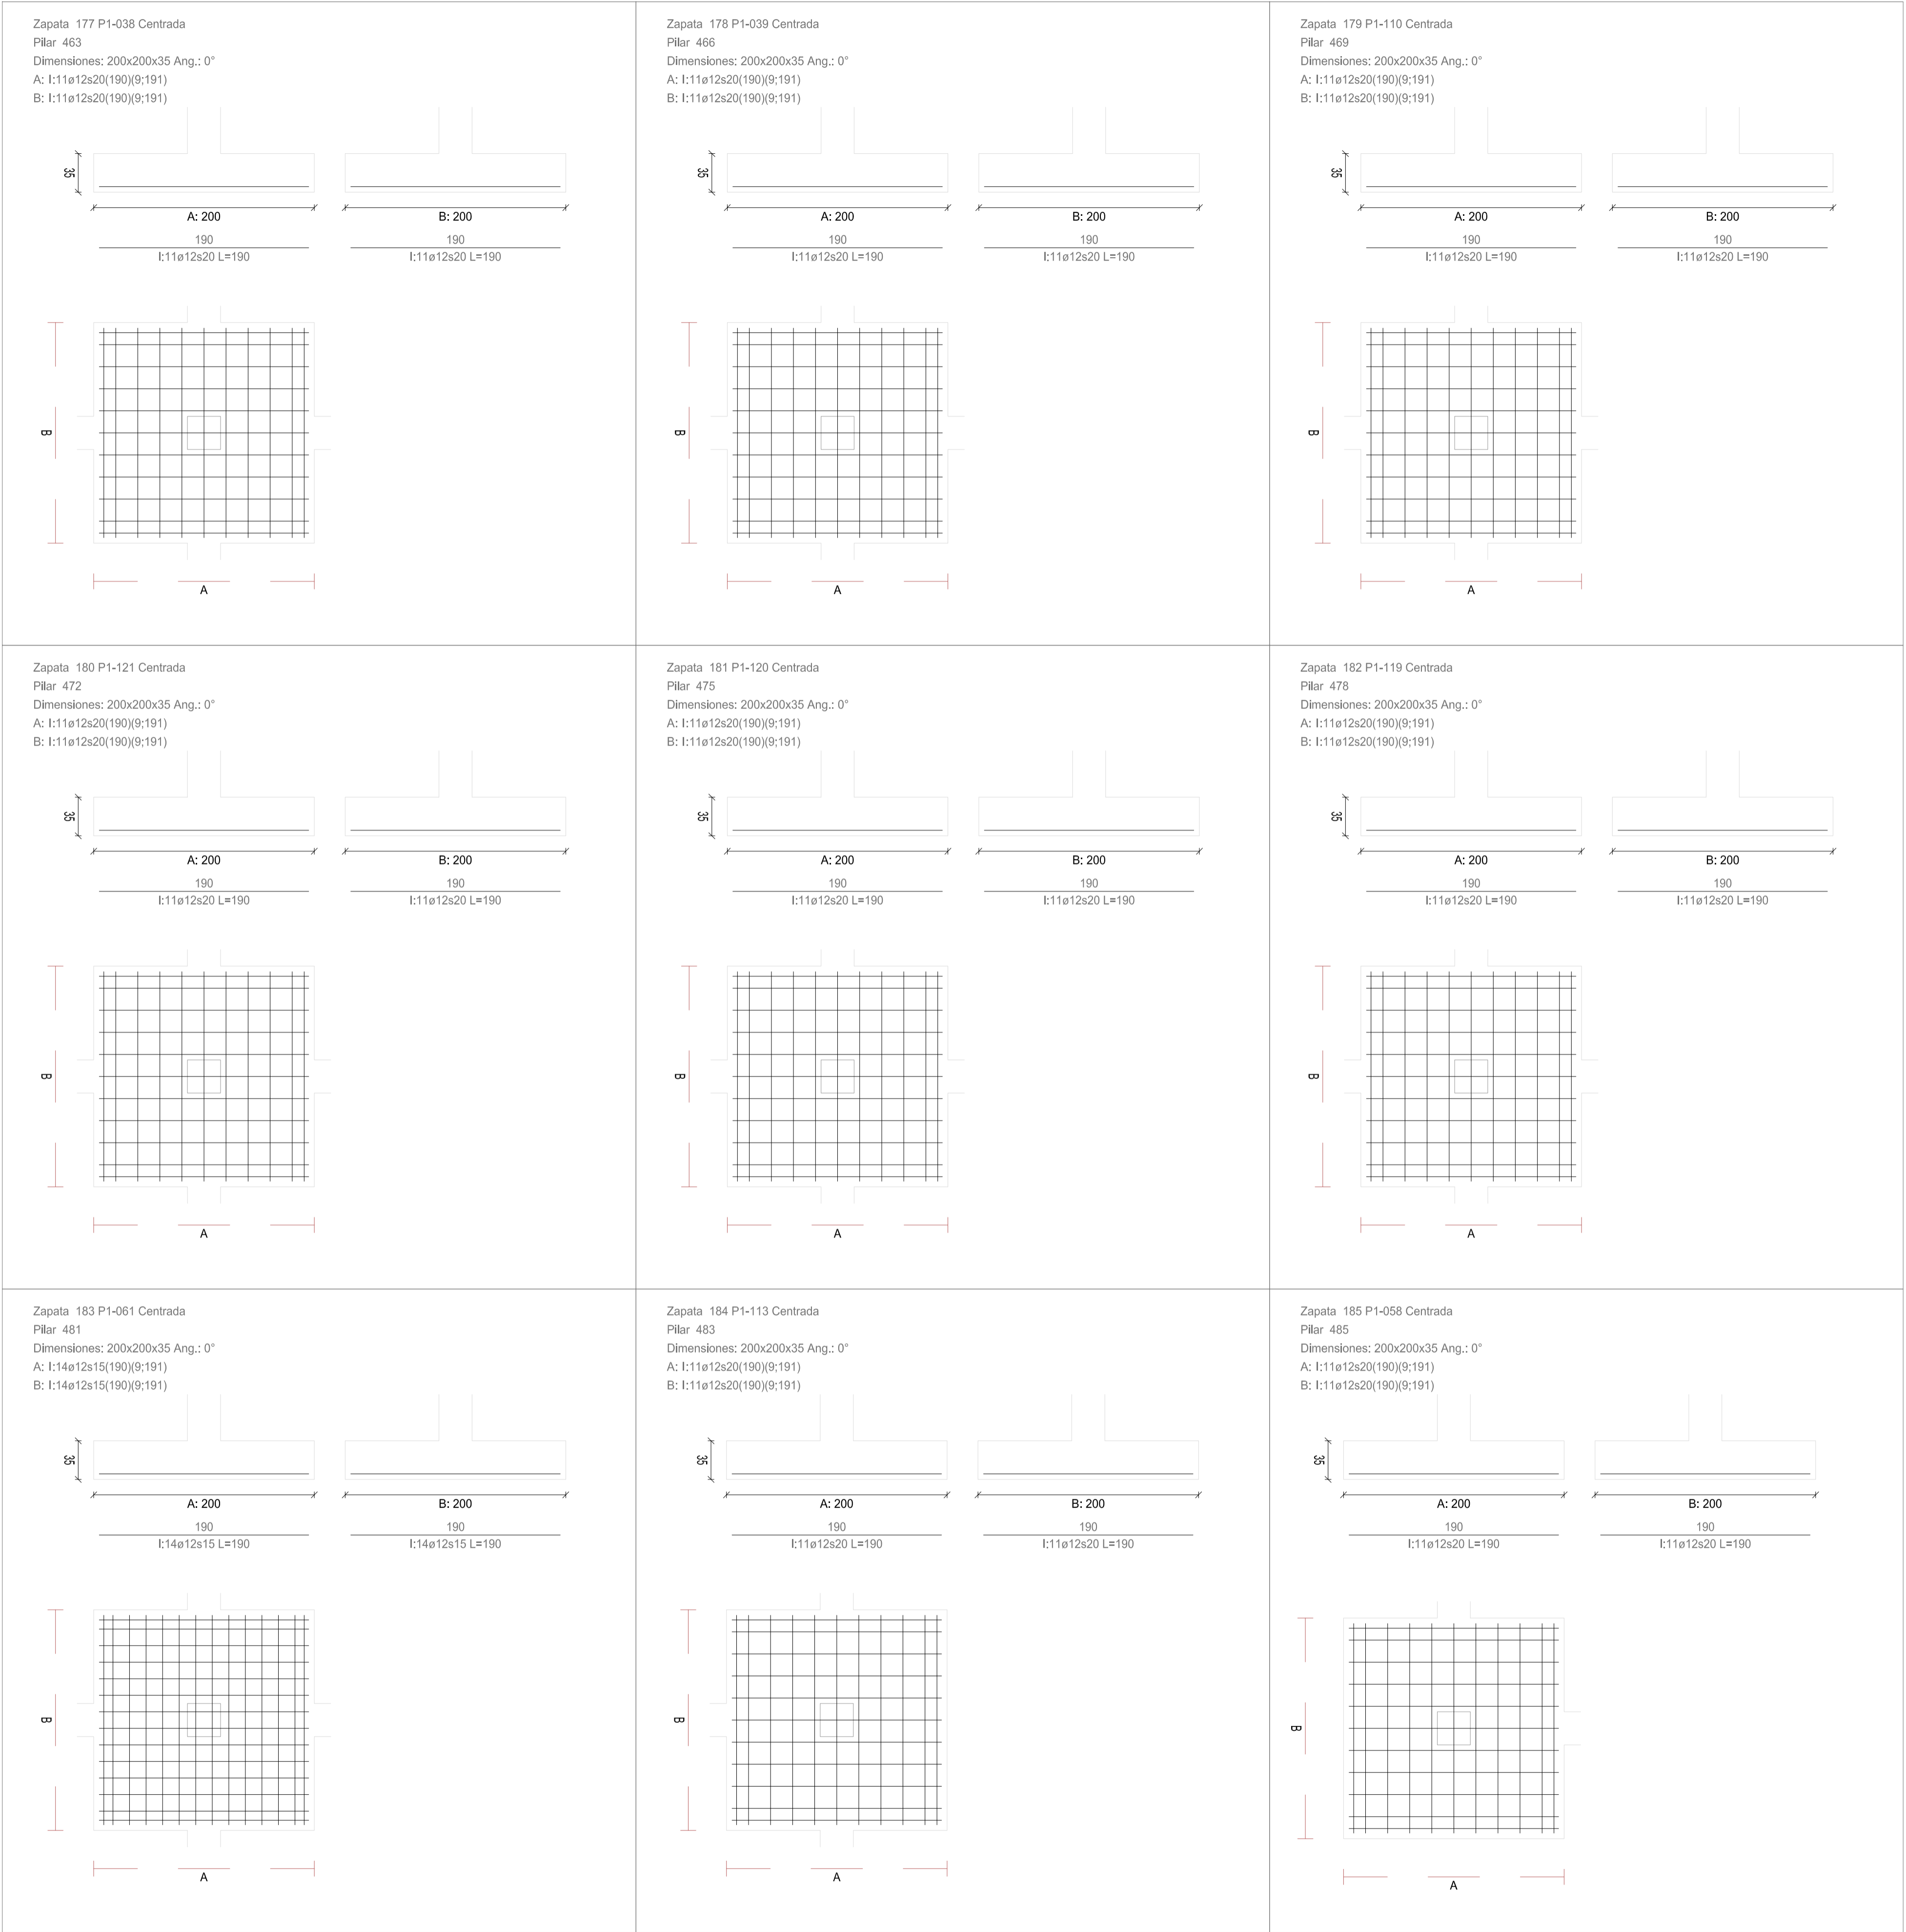 Zapata 177 P1-038 Centrada
Pilar 463
Dimensiones: 200x200x35 Ang.: 0°
A: I:11ø12s20(190)(9;191)
B: I:11ø12s20(190)(9;191)
35
A: 200
B: 200
190
190
I:11ø12s20 L=190
I:11ø12s20 L=190
B
A
Zapata 178 P1-039 Centrada
Pilar 466
Dimensiones: 200x200x35 Ang.: 0°
A: I:11ø12s20(190)(9;191)
B: I:11ø12s20(190)(9;191)
35
A: 200
B: 200
190
190
I:11ø12s20 L=190
I:11ø12s20 L=190
B
A
Zapata 179 P1-110 Centrada
Pilar 469
Dimensiones: 200x200x35 Ang.: 0°
A: I:11ø12s20(190)(9;191)
B: I:11ø12s20(190)(9;191)
35
A: 200
B: 200
190
190
I:11ø12s20 L=190
I:11ø12s20 L=190
B
A
Zapata 180 P1-121 Centrada
Pilar 472
Dimensiones: 200x200x35 Ang.: 0°
A: I:11ø12s20(190)(9;191)
B: I:11ø12s20(190)(9;191)
35
A: 200
B: 200
190
190
I:11ø12s20 L=190
I:11ø12s20 L=190
B
A
Zapata 181 P1-120 Centrada
Pilar 475
Dimensiones: 200x200x35 Ang.: 0°
A: I:11ø12s20(190)(9;191)
B: I:11ø12s20(190)(9;191)
35
A: 200
B: 200
190
190
I:11ø12s20 L=190
I:11ø12s20 L=190
B
A
Zapata 182 P1-119 Centrada
Pilar 478
Dimensiones: 200x200x35 Ang.: 0°
A: I:11ø12s20(190)(9;191)
B: I:11ø12s20(190)(9;191)
35
A: 200
B: 200
190
190
I:11ø12s20 L=190
I:11ø12s20 L=190
B
A
Zapata 183 P1-061 Centrada
Pilar 481
Dimensiones: 200x200x35 Ang.: 0°
A: I:14ø12s15(190)(9;191)
B: I:14ø12s15(190)(9;191)
35
A: 200
B: 200
190
190
I:14ø12s15 L=190
I:14ø12s15 L=190
B
A
Zapata 184 P1-113 Centrada
Pilar 483
Dimensiones: 200x200x35 Ang.: 0°
A: I:11ø12s20(190)(9;191)
B: I:11ø12s20(190)(9;191)
35
A: 200
B: 200
190
190
I:11ø12s20 L=190
I:11ø12s20 L=190
B
A
Zapata 185 P1-058 Centrada
Pilar 485
Dimensiones: 200x200x35 Ang.: 0°
A: I:11ø12s20(190)(9;191)
B: I:11ø12s20(190)(9;191)
35
A: 200
B: 200
190
190
I:11ø12s20 L=190
I:11ø12s20 L=190
B
A